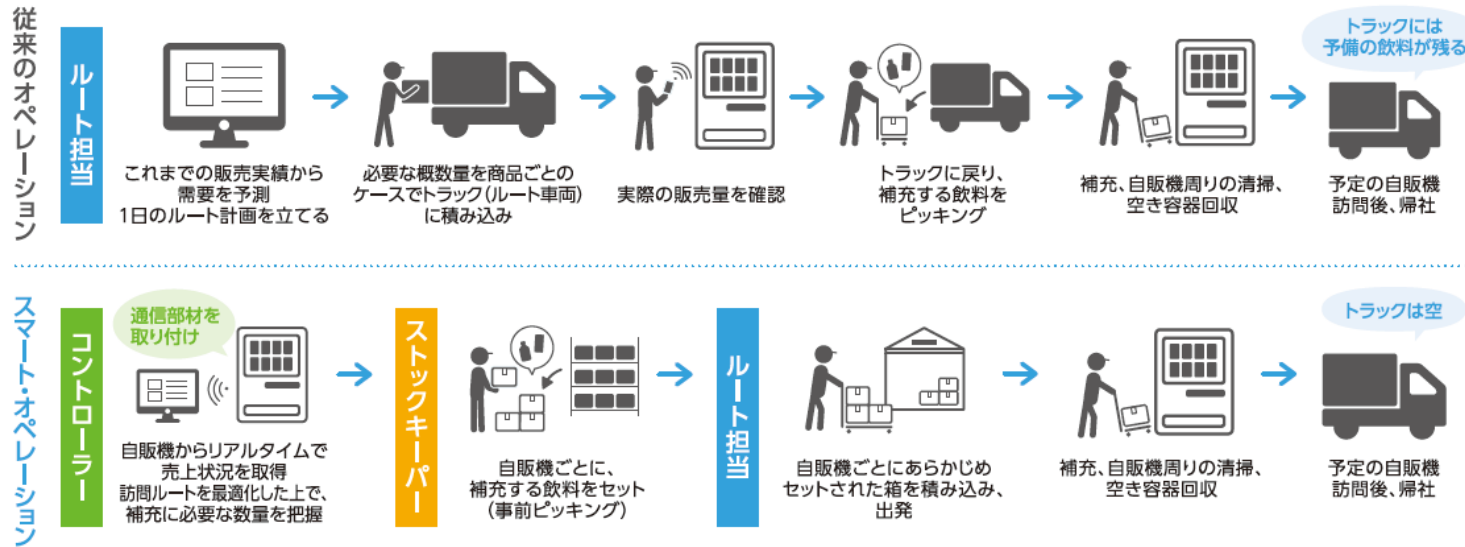 従来のオペレーション
ルート担当
これまでの販売実績から
需要を予測
1日のルート計画を立てる
必要な概数量を商品ごとの
ケースでトラック(ルート車両)
に積み込み
実際の販売量を確認
トラックに戻り、
補充する飲料を
ピッキング
補充、自販機周りの清掃、
空き容器回収
トラックには
予備の飲料が残る
予定の自販機
訪問後、帰社
スマート・オペレーション
コントローラー
通信部材を
取り付け
自販機からリアルタイムで
売上状況を取得
訪問ルートを最適化した上で、
補充に必要な数量を把握
ストックキーパー
自販機ごとに、
補充する飲料をセット
(事前ピッキング)
ルート担当
自販機ごとにあらかじめ
セットされた箱を積み込み、
出発
補充、自販機周りの清掃、
空き容器回収
トラックは空
予定の自販機
訪問後、帰社